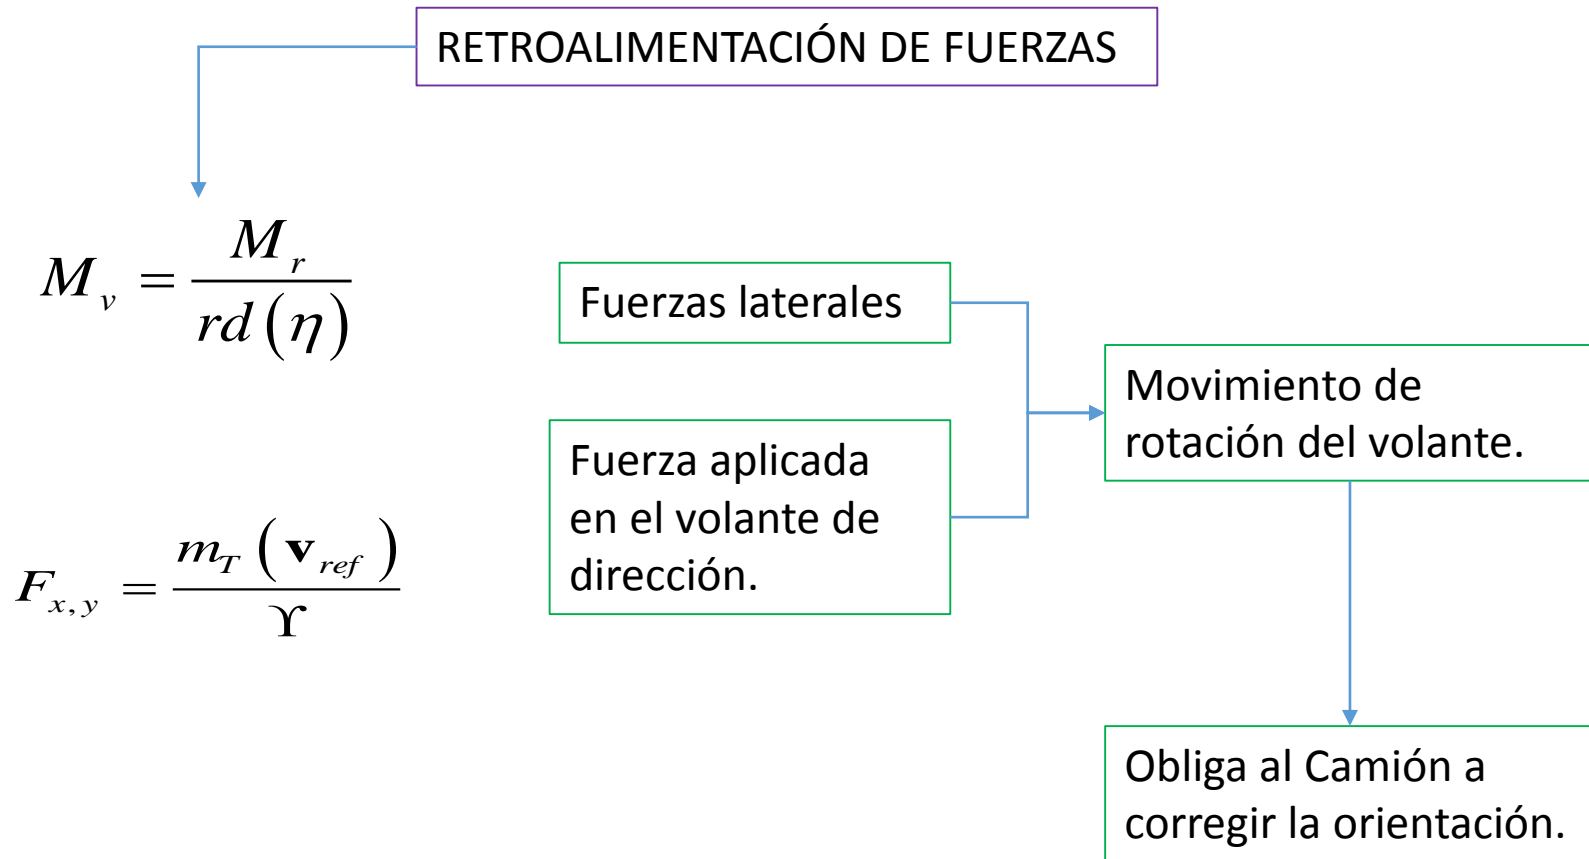 RETROALIMENTACIÓN DE FUERZAS
M_v = M_r / rd(η)
F_{x,y} = m_T(v_ref) / ϒ
Fuerzas laterales
Fuerza aplicada
en el volante de
dirección.
Movimiento de
rotación del volante.
Obliga al Camión a
corregir la orientación.